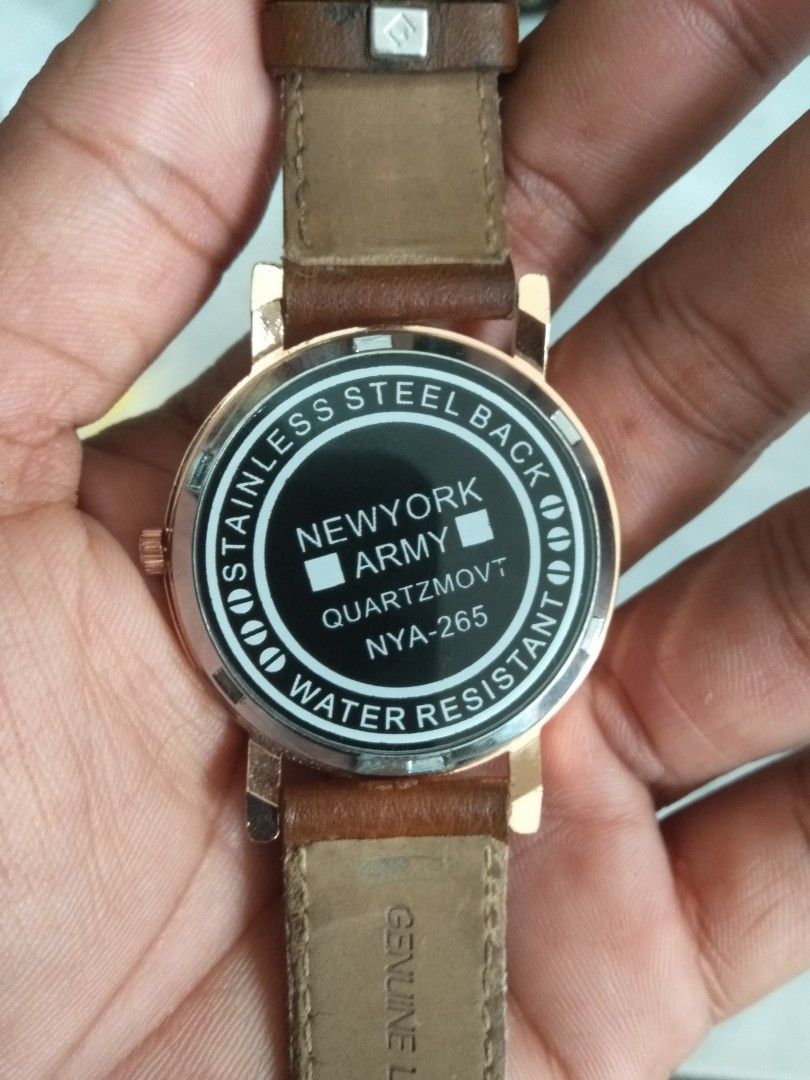 STAINLESS STEEL BACK
NEWYORK
ARMY
QUARTZMOVT
NYA-265
WATER RESISTANT
GENUINE L